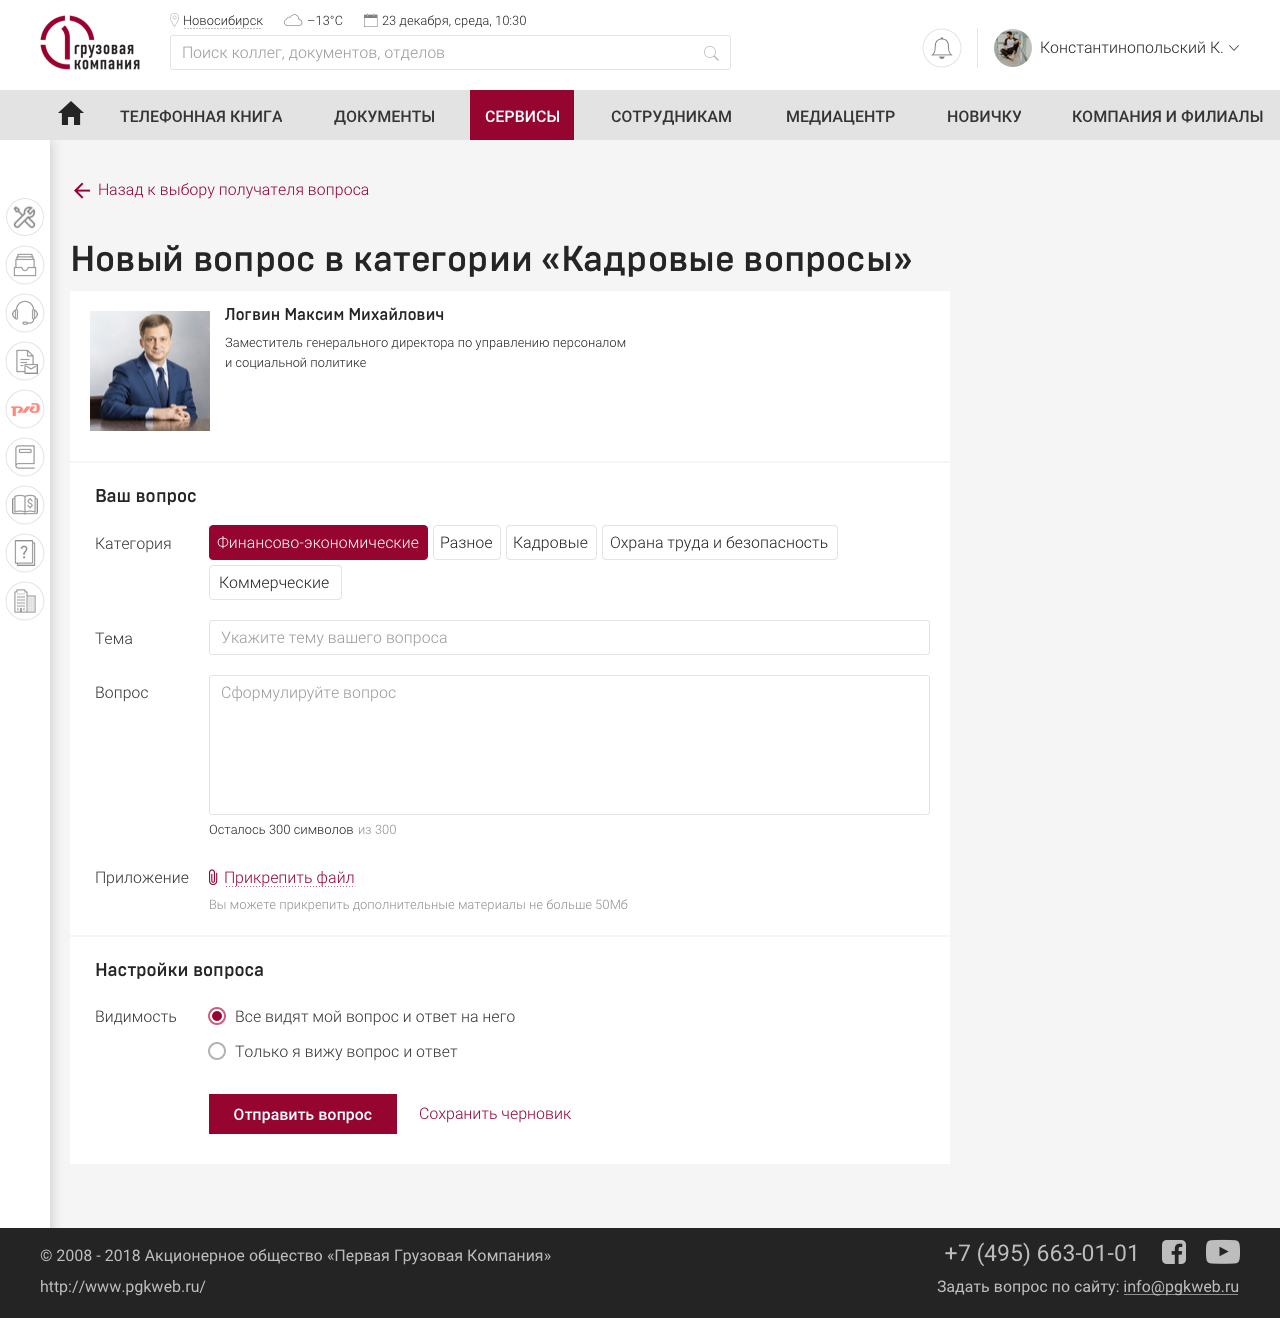 грузовая
компания
Новосибирск
−13°C
23 декабря, среда, 10:30
Поиск коллег, документов, отделов
Константинопольский К.
ТЕЛЕФОННАЯ КНИГА
ДОКУМЕНТЫ
СЕРВИСЫ
СОТРУДНИКАМ
МЕДИАЦЕНТР
НОВИЧКУ
КОМПАНИЯ И ФИЛИАЛЫ
Назад к выбору получателя вопроса
Новый вопрос в категории «Кадровые вопросы»
Логвин Максим Михайлович
Заместитель генерального директора по управлению персоналом
и социальной политике
ржд
Ваш вопрос
Категория
Финансово-экономические
Разное
Кадровые
Охрана труда и безопасность
Коммерческие
Тема
Укажите тему вашего вопроса
Вопрос
Сформулируйте вопрос
Осталось 300 символов из 300
Приложение
Прикрепить файл
Вы можете прикрепить дополнительные материалы не больше 50Мб
Настройки вопроса
Видимость
Все видят мой вопрос и ответ на него
Только я вижу вопрос и ответ
Отправить вопрос
Сохранить черновик
© 2008 - 2018 Акционерное общество «Первая Грузовая Компания»
+7 (495) 663-01-01
http://www.pgkweb.ru/
Задать вопрос по сайту: info@pgkweb.ru